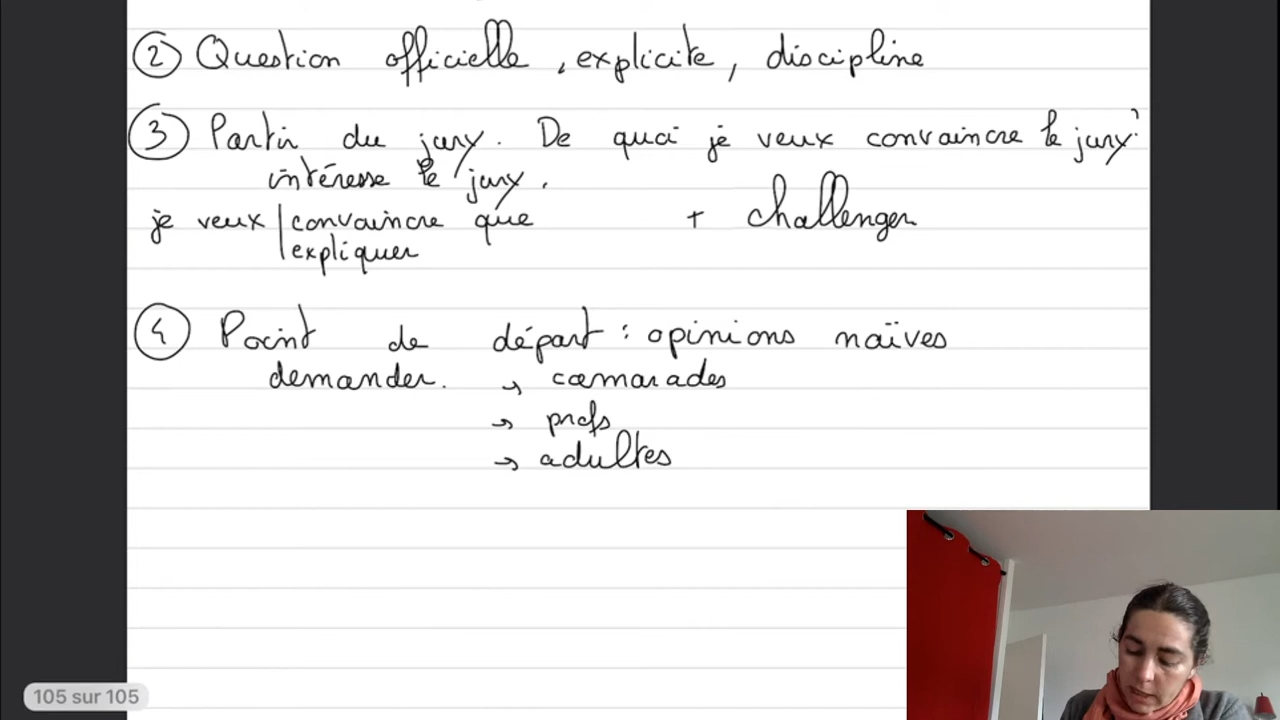 ② Question officielle, explicite, discipline
③ Partir du jury. De quoi je veux convaincre le jury?
intéresse le jury.
je veux | convaincre que + challenger
| expliquer
④ Point de départ : opinions naïves
demander. → camarades
→ profs
→ adultes
105 sur 105